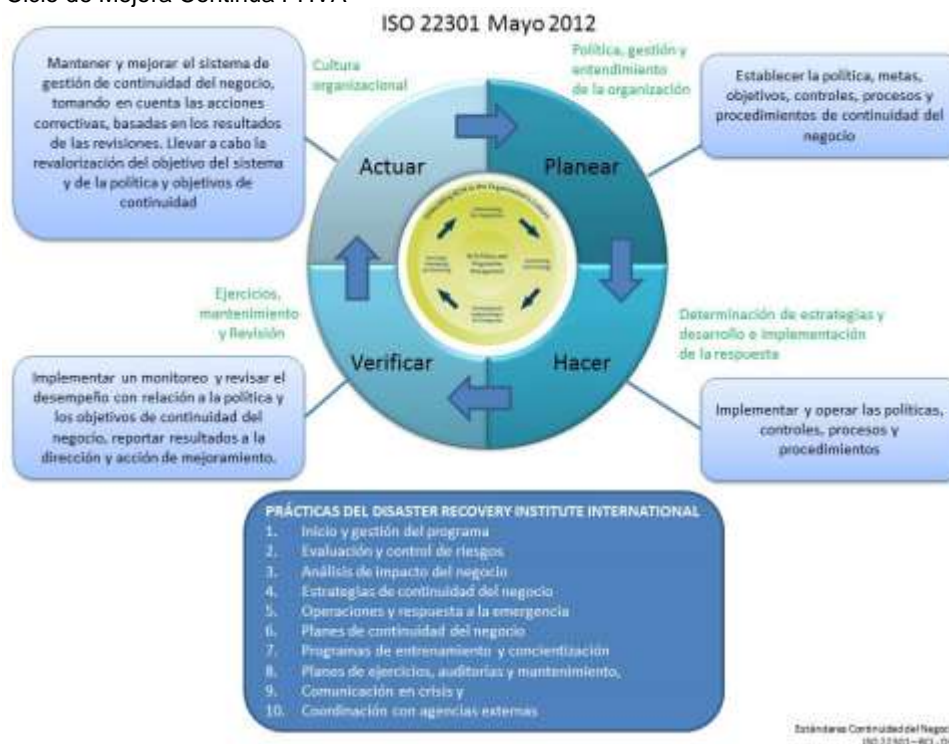 Ciclo de Mejora Continua PHVA
ISO 22301 Mayo 2012
Cultura
organizacional
Política, gestión y
entendimiento
de la organización
Mantener y mejorar el sistema de
gestión de continuidad del negocio,
tomando en cuenta las acciones
correctivas, basadas en los resultados
de las revisiones. Llevar a cabo la
revalorización del objetivo del sistema
y de la política y objetivos de
continuidad
Establecer la política, metas,
objetivos, controles, procesos y
procedimientos de continuidad del
negocio
Actuar
Planear
Ejercicios,
mantenimiento
y Revisión
Determinación de estrategias y
desarrollo e implementación
de la respuesta
Verificar
Hacer
Implementar un monitoreo y revisar el
desempeño con relación a la política y
los objetivos de continuidad del
negocio, reportar resultados a la
dirección y acción de mejoramiento.
Implementar y operar las políticas,
controles, procesos y
procedimientos
PRÁCTICAS DEL DISASTER RECOVERY INSTITUTE INTERNATIONAL
1. Inicio y gestión del programa
2. Evaluación y control de riesgos
3. Análisis de impacto del negocio
4. Estrategias de continuidad del negocio
5. Operaciones y respuesta a la emergencia
6. Planes de continuidad del negocio
7. Programas de entrenamiento y concientización
8. Planes de ejercicios, auditorias y mantenimiento,
9. Comunicación en crisis y
10. Coordinación con agencias externas
Estándares Continuidad del Negoc
ISO 22301